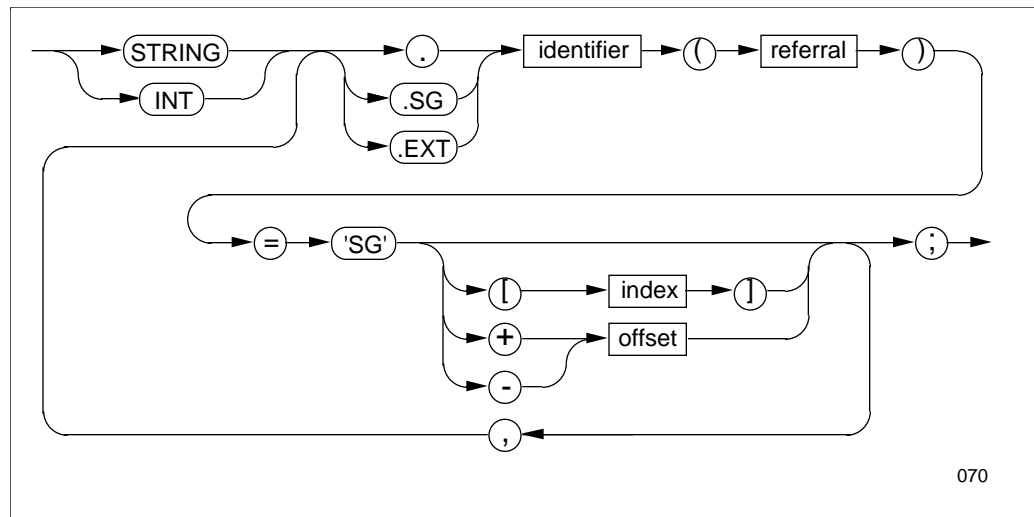 STRING . identifier ( referral )
INT .SG
.EXT
= 'SG' ;
[ index ]
+ offset
-
,
070